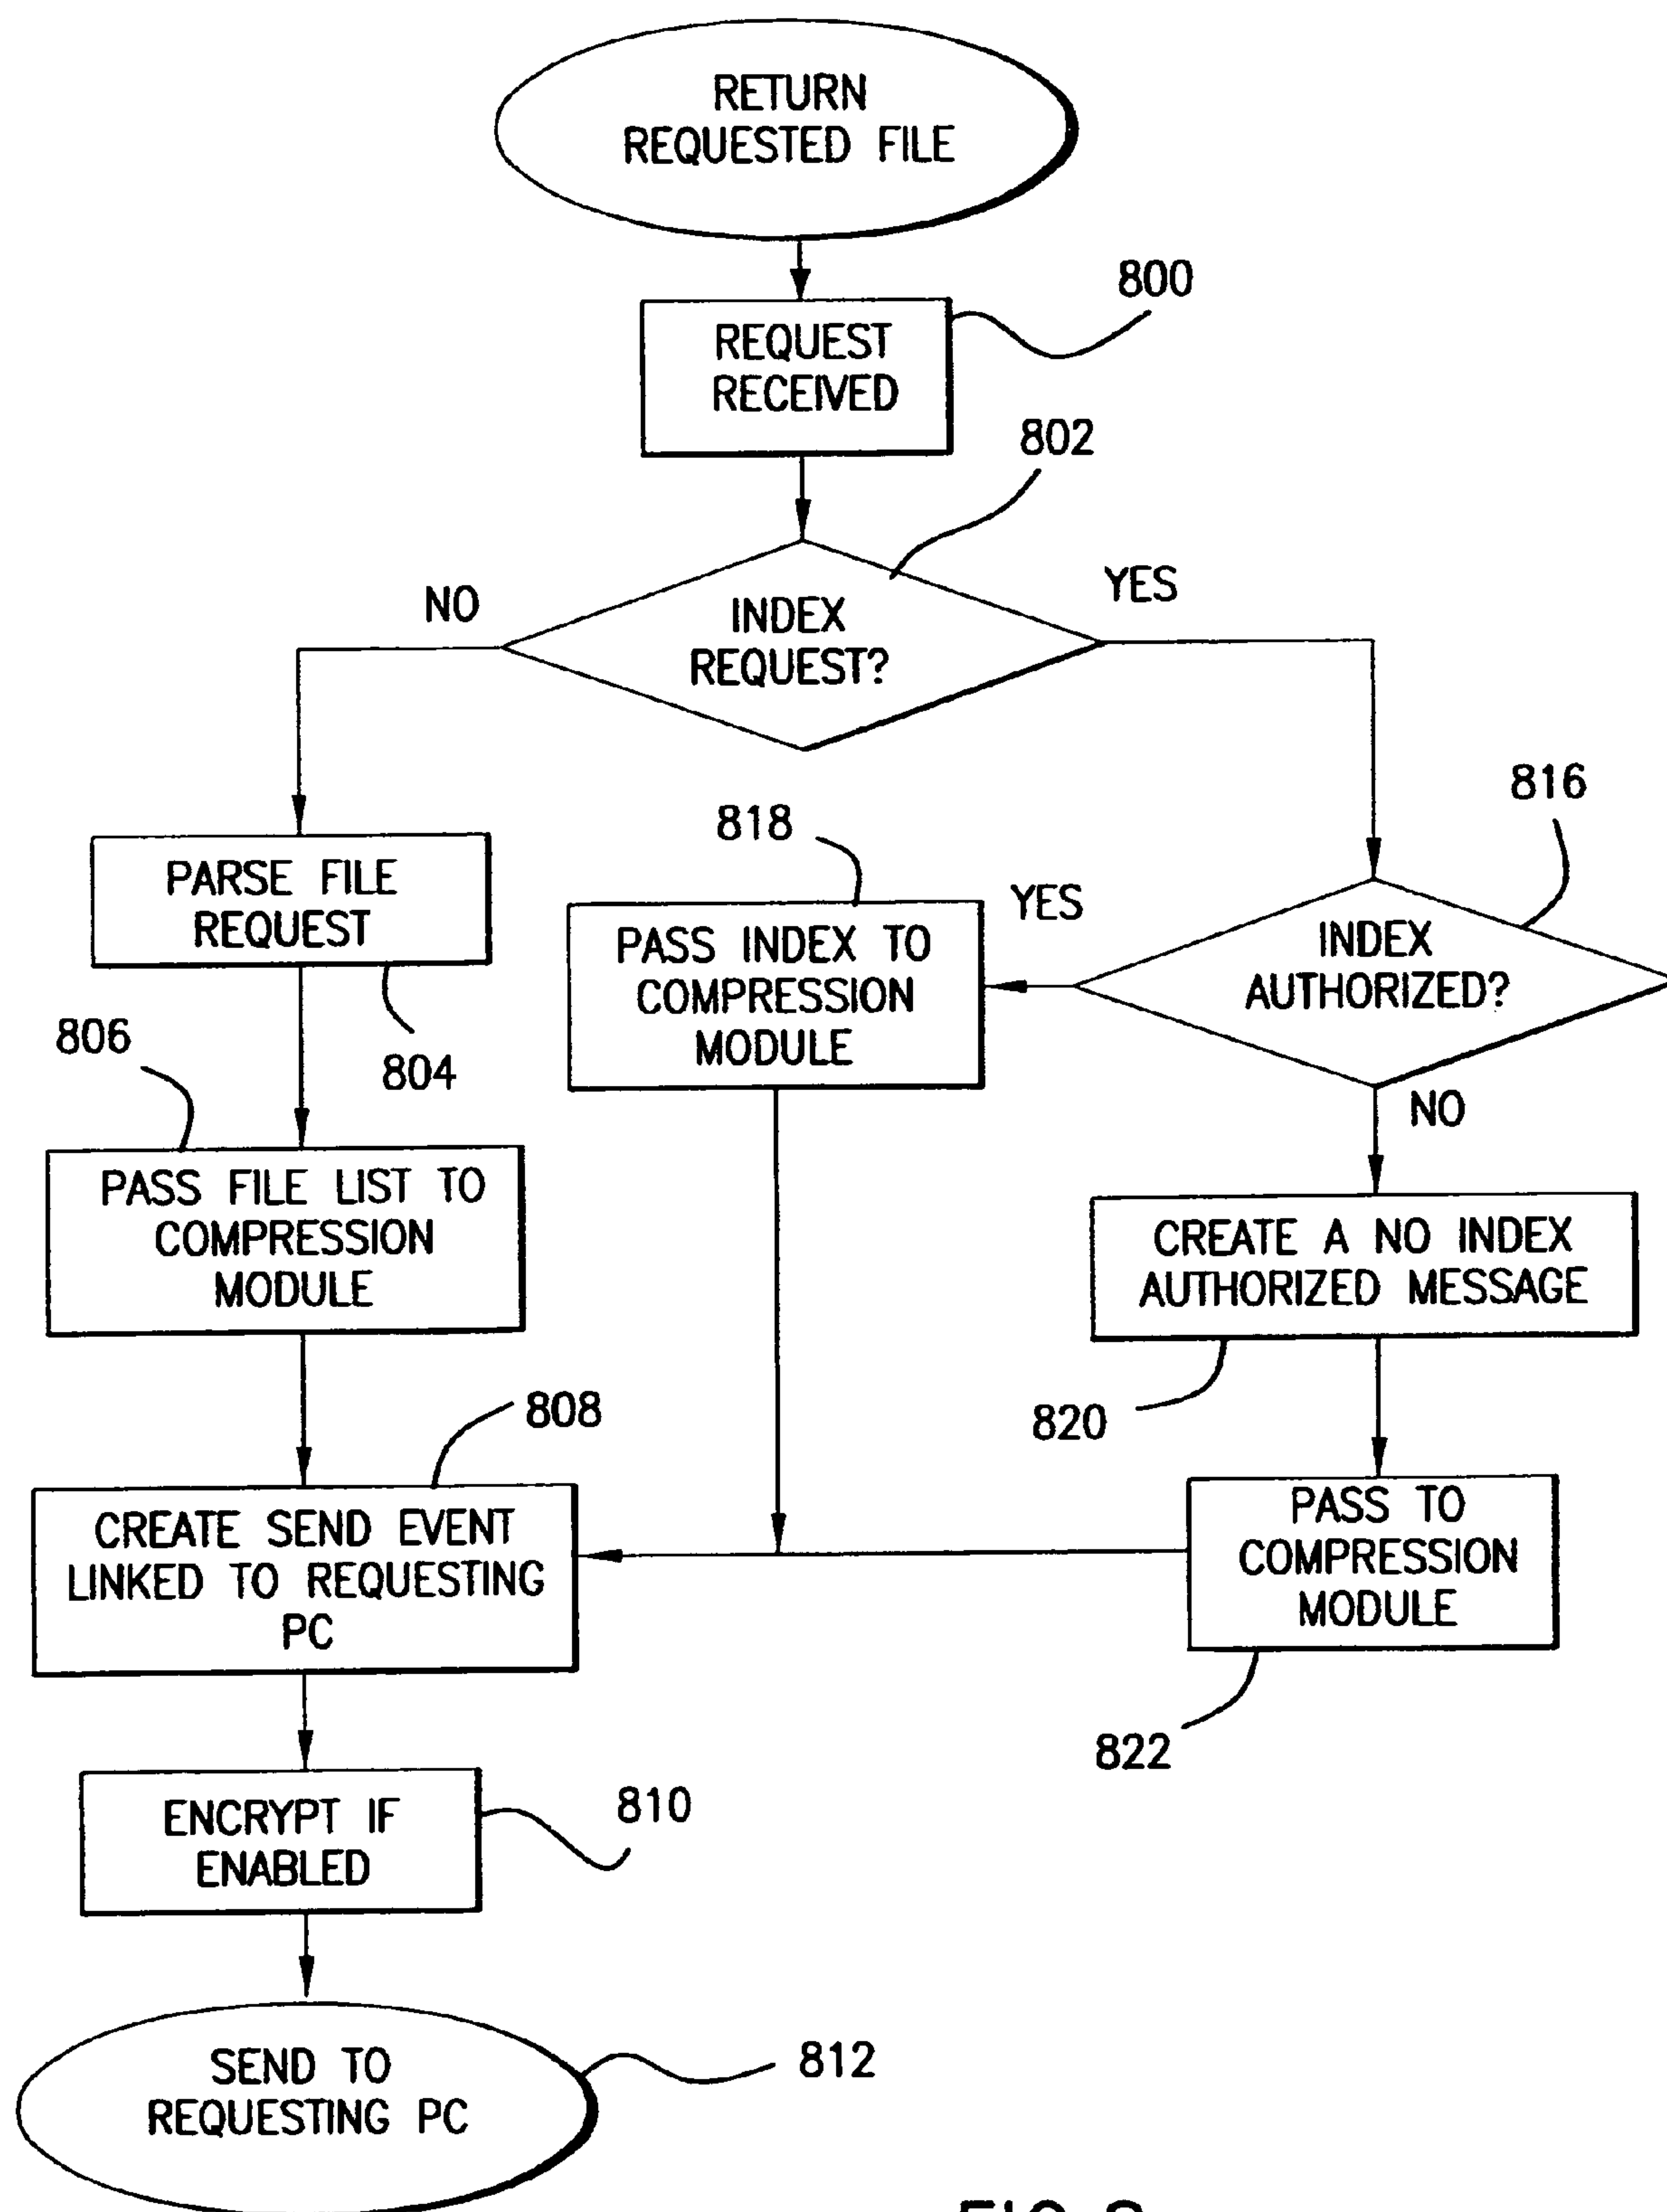 RETURN
REQUESTED FILE
800
REQUEST
RECEIVED
802
NO
YES
INDEX
REQUEST?
816
818
PARSE FILE
REQUEST
YES
PASS INDEX TO
COMPRESSION
MODULE
INDEX
AUTHORIZED?
806
804
NO
PASS FILE LIST TO
COMPRESSION
MODULE
CREATE A NO INDEX
AUTHORIZED MESSAGE
808
820
CREATE SEND EVENT
LINKED TO REQUESTING
PC
PASS TO
COMPRESSION
MODULE
822
ENCRYPT IF
ENABLED
810
SEND TO
REQUESTING PC
812